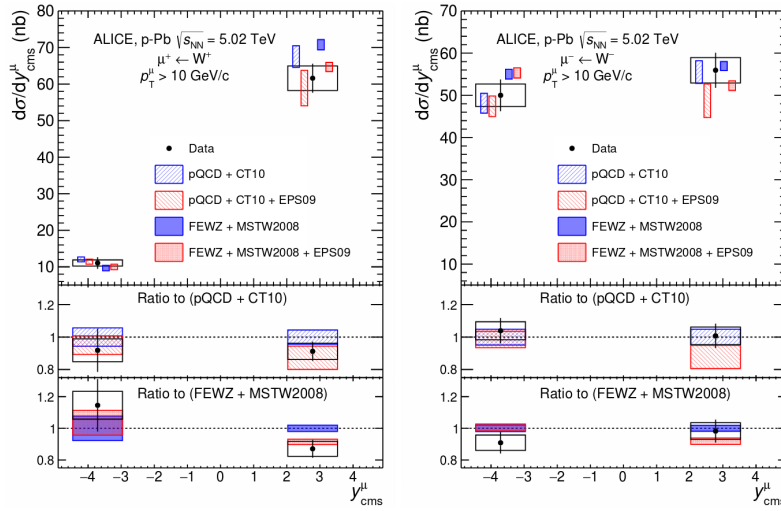 dσ/dy^μ_cms (nb)
80
70
60
50
40
30
20
10
ALICE, p-Pb √s_NN = 5.02 TeV
μ⁺ ← W⁺
p_T^μ > 10 GeV/c
Data
pQCD + CT10
pQCD + CT10 + EPS09
FEWZ + MSTW2008
FEWZ + MSTW2008 + EPS09
Ratio to (pQCD + CT10)
1.2
1
0.8
Ratio to (FEWZ + MSTW2008)
1.2
1
0.8
−4 −3 −2 −1 0 1 2 3 4
y^μ_cms
dσ/dy^μ_cms (nb)
100
90
80
70
60
50
40
30
20
ALICE, p-Pb √s_NN = 5.02 TeV
μ⁻ ← W⁻
p_T^μ > 10 GeV/c
Data
pQCD + CT10
pQCD + CT10 + EPS09
FEWZ + MSTW2008
FEWZ + MSTW2008 + EPS09
Ratio to (pQCD + CT10)
1.2
1
0.8
Ratio to (FEWZ + MSTW2008)
1.2
1
0.8
−4 −3 −2 −1 0 1 2 3 4
y^μ_cms